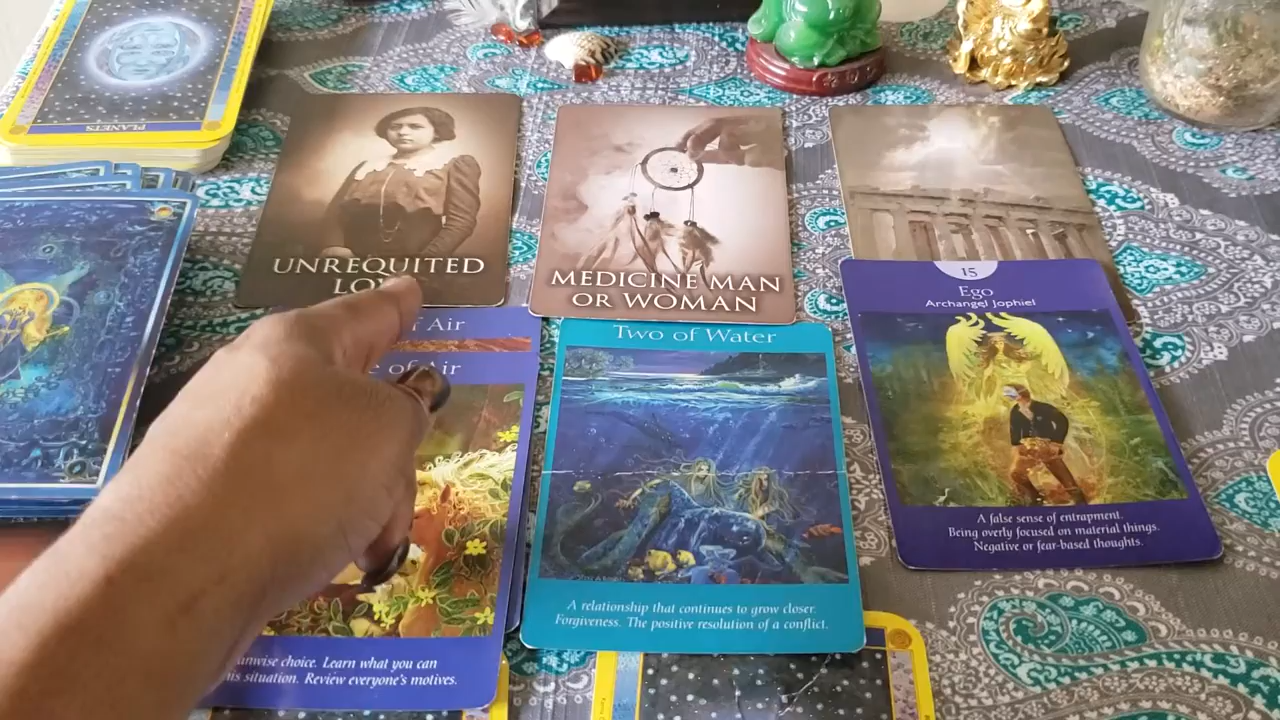 PLANETS
UNREQUITED
MEDICINE MAN
OR WOMAN
of Air
of Air
unwise choice. Learn what you can
this situation. Review everyone's motives.
Two of Water
A relationship that continues to grow closer.
Forgiveness. The positive resolution of a conflict.
15
Ego
Archangel Jophiel
A false sense of entrapment.
Being overly focused on material things.
Negative or fear-based thoughts.